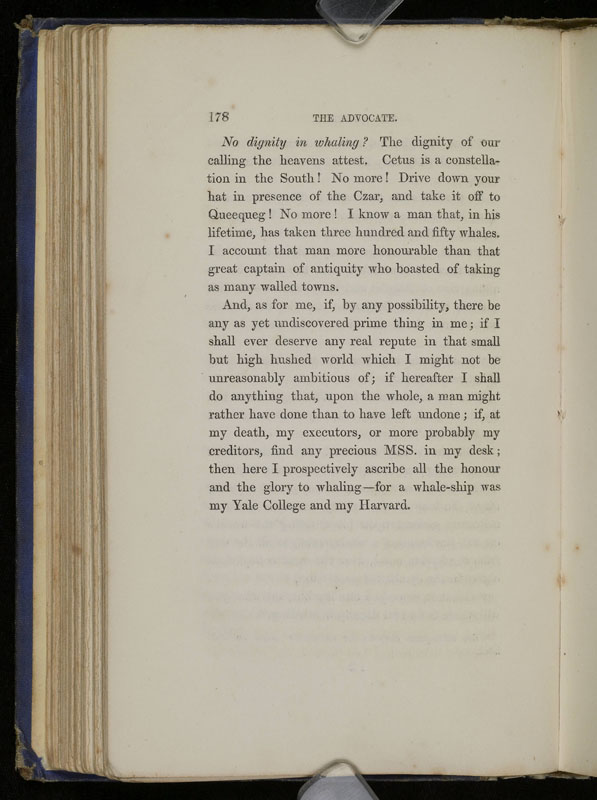 178 THE ADVOCATE.
No dignity in whaling? The dignity of our
calling the heavens attest. Cetus is a constella-
tion in the South! No more! Drive down your
hat in presence of the Czar, and take it off to
Queequeg! No more! I know a man that, in his
lifetime, has taken three hundred and fifty whales.
I account that man more honourable than that
great captain of antiquity who boasted of taking
as many walled towns.
And, as for me, if, by any possibility, there be
any as yet undiscovered prime thing in me; if I
shall ever deserve any real repute in that small
but high hushed world which I might not be
unreasonably ambitious of; if hereafter I shall
do anything that, upon the whole, a man might
rather have done than to have left undone; if, at
my death, my executors, or more probably my
creditors, find any precious MSS. in my desk;
then here I prospectively ascribe all the honour
and the glory to whaling—for a whale-ship was
my Yale College and my Harvard.